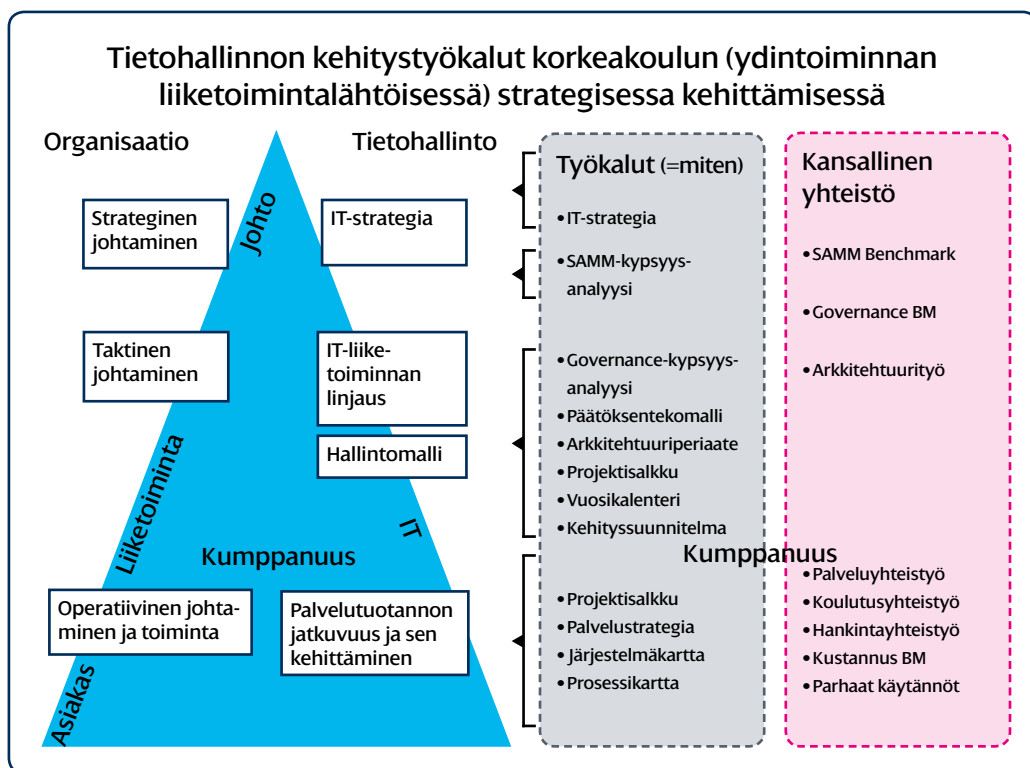 Tietohallinnon kehitystyökalut korkeakoulun (ydintoiminnan
liiketoimintalähtöisessä) strategisessa kehittämisessä
Organisaatio
Tietohallinto
Johto
Liiketoiminta
Asiakas
IT
Kumppanuus
Strateginen
johtaminen
IT-strategia
Taktinen
johtaminen
IT-liike-
toiminnan
linjaus
Hallintomalli
Operatiivinen johta-
minen ja toiminta
Palvelutuotannon
jatkuvuus ja sen
kehittäminen
Työkalut (=miten)
• IT-strategia
• SAMM-kypsyys-
analyysi
• Governance-kypsyys-
analyysi
• Päätöksentekomalli
• Arkkitehtuuriperiaate
• Projektisalkku
• Vuosikalenteri
• Kehityssuunnitelma
Kumppanuus
• Projektisalkku
• Palvelustrategia
• Järjestelmäkartta
• Prosessikartta
Kansallinen
yhteistö
• SAMM Benchmark
• Governance BM
• Arkkitehtuurityö
• Palveluyhteistyö
• Koulutusyhteistyö
• Hankintayhteistyö
• Kustannus BM
• Parhaat käytännöt